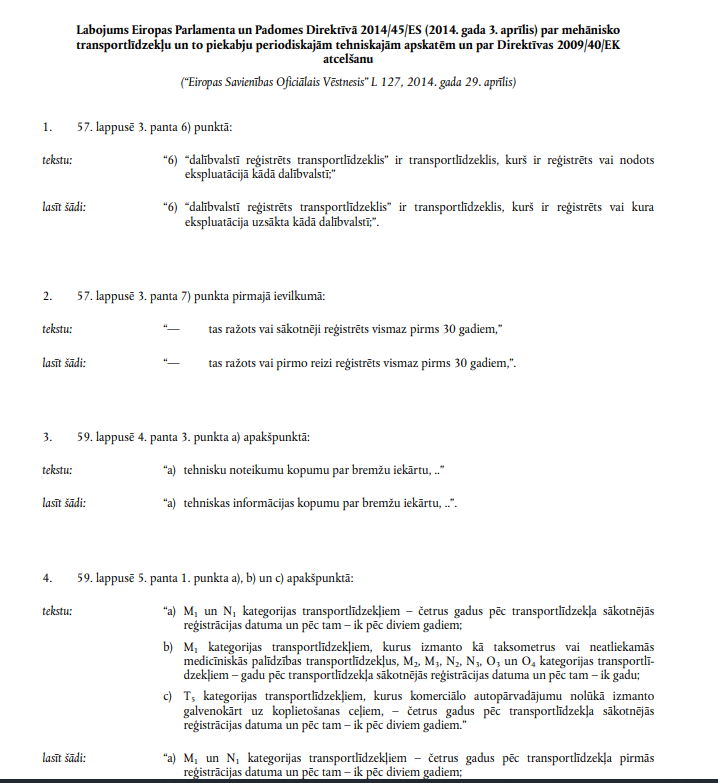 Labojums Eiropas Parlamenta un Padomes Direktīvā 2014/45/ES (2014. gada 3. aprīlis) par mehānisko
transportlīdzekļu un to piekabju periodiskajām tehniskajām apskatēm un par Direktīvas 2009/40/EK
atcelšanu
(“Eiropas Savienības Oficiālais Vēstnesis” L 127, 2014. gada 29. aprīlis)
1. 57. lappusē 3. panta 6) punktā:
tekstu: “6) “dalībvalstī reģistrēts transportlīdzeklis” ir transportlīdzeklis, kurš ir reģistrēts vai nodots
ekspluatācijā kādā dalībvalstī;”
lasīt šādi: “6) “dalībvalstī reģistrēts transportlīdzeklis” ir transportlīdzeklis, kurš ir reģistrēts vai kura
ekspluatācija uzsākta kādā dalībvalstī;”.
2. 57. lappusē 3. panta 7) punkta pirmajā ievilkumā:
tekstu: “— tas ražots vai sākotnēji reģistrēts vismaz pirms 30 gadiem,”
lasīt šādi: “— tas ražots vai pirmo reizi reģistrēts vismaz pirms 30 gadiem,”.
3. 59. lappusē 4. panta 3. punkta a) apakšpunktā:
tekstu: “a) tehnisku noteikumu kopumu par bremžu iekārtu, ..”
lasīt šādi: “a) tehniskas informācijas kopumu par bremžu iekārtu, ..”.
4. 59. lappusē 5. panta 1. punkta a), b) un c) apakšpunktā:
tekstu: “a) M₁ un N₁ kategorijas transportlīdzekļiem – četrus gadus pēc transportlīdzekļa sākotnējās
reģistrācijas datuma un pēc tam – ik pēc diviem gadiem;
b) M₁ kategorijas transportlīdzekļiem, kurus izmanto kā taksometrus vai neatliekamās
medicīniskās palīdzības transportlīdzekļus, M₂, M₃, N₂, N₃, O₃ un O₄ kategorijas transportlī-
dzekļiem – gadu pēc transportlīdzekļa sākotnējās reģistrācijas datuma un pēc tam – ik gadu;
c) T₅ kategorijas transportlīdzekļiem, kurus komerciālo autopārvadājumu nolūkā izmanto
galvenokārt uz koplietošanas ceļiem, – četrus gadus pēc transportlīdzekļa sākotnējās
reģistrācijas datuma un pēc tam – ik pēc diviem gadiem.”
lasīt šādi: “a) M₁ un N₁ kategorijas transportlīdzekļiem – četrus gadus pēc transportlīdzekļa pirmās
reģistrācijas datuma un pēc tam – ik pēc diviem gadiem;